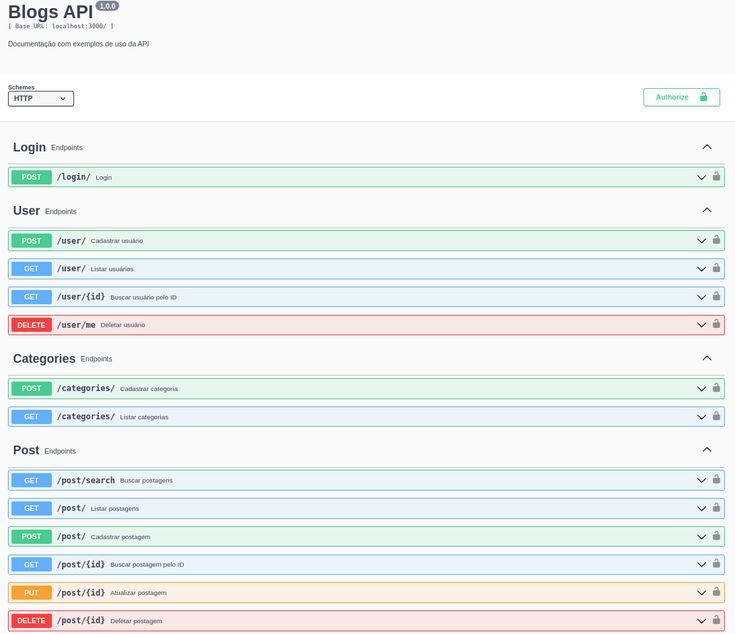 Blogs API 1.0.0
[ Base URL: localhost:3000/ ]
Documentação com exemplos de uso da API
Schemes
HTTP
Authorize
Login Endpoints
POST /login/ Login
User Endpoints
POST /user/ Cadastrar usuário
GET /user/ Listar usuários
GET /user/{id} Buscar usuário pelo ID
DELETE /user/me Deletar usuário
Categories Endpoints
POST /categories/ Cadastrar categoria
GET /categories/ Listar categorias
Post Endpoints
GET /post/search Buscar postagens
GET /post/ Listar postagens
POST /post/ Cadastrar postagem
GET /post/{id} Buscar postagem pelo ID
PUT /post/{id} Atualizar postagem
DELETE /post/{id} Deletar postagem